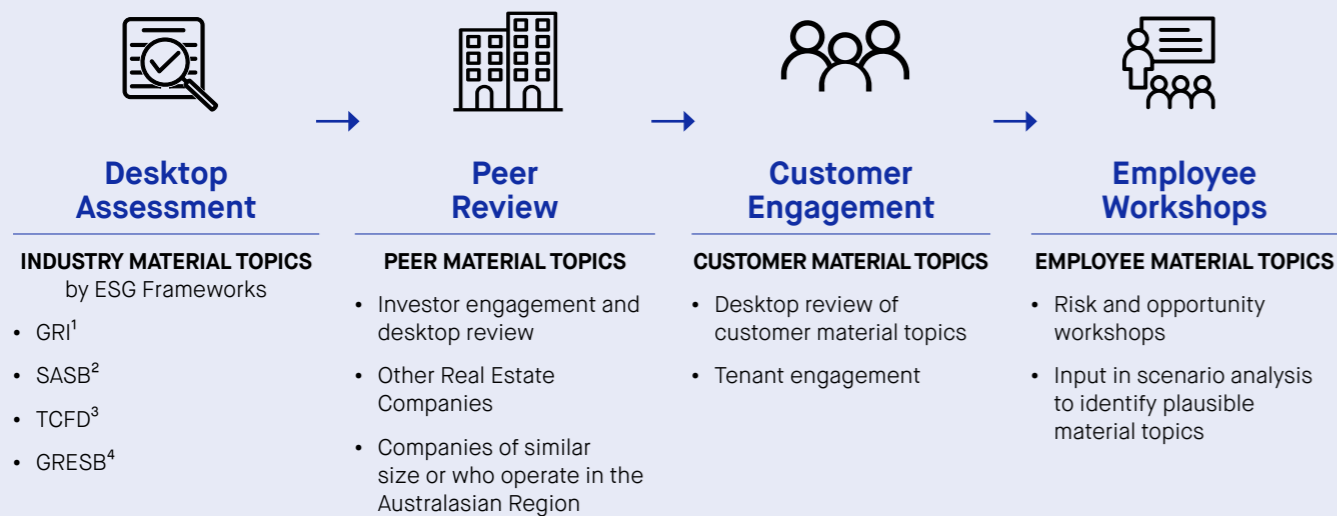 Desktop
Assessment
INDUSTRY MATERIAL TOPICS
by ESG Frameworks
• GRI¹
• SASB²
• TCFD³
• GRESB⁴
Peer
Review
PEER MATERIAL TOPICS
• Investor engagement and
desktop review
• Other Real Estate
Companies
• Companies of similar
size or who operate in the
Australasian Region
Customer
Engagement
CUSTOMER MATERIAL TOPICS
• Desktop review of
customer material topics
• Tenant engagement
Employee
Workshops
EMPLOYEE MATERIAL TOPICS
• Risk and opportunity
workshops
• Input in scenario analysis
to identify plausible
material topics